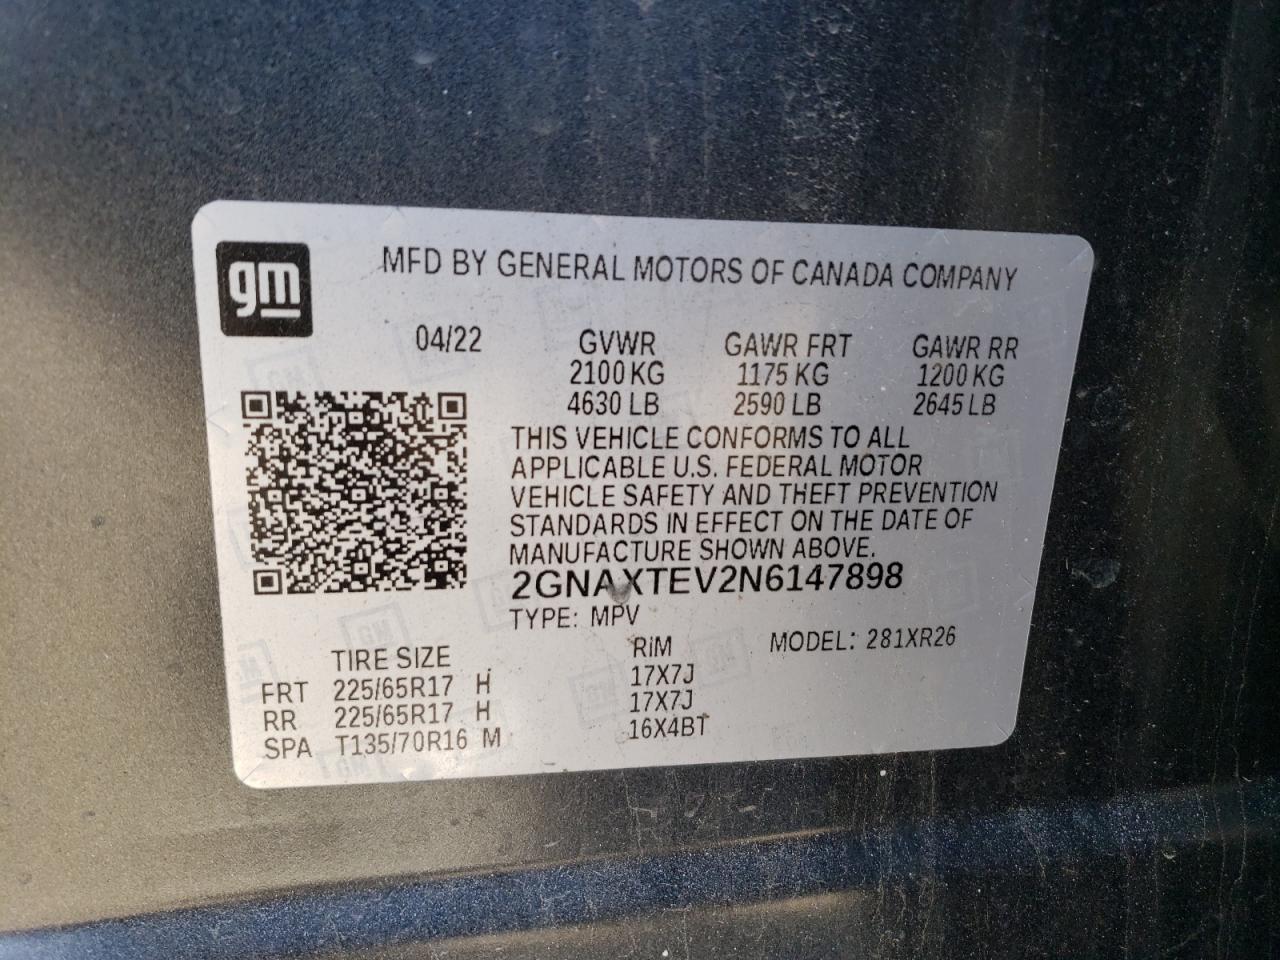 gm
MFD BY GENERAL MOTORS OF CANADA COMPANY
04/22 GVWR GAWR FRT GAWR RR
2100 KG 1175 KG 1200 KG
4630 LB 2590 LB 2645 LB
THIS VEHICLE CONFORMS TO ALL
APPLICABLE U.S. FEDERAL MOTOR
VEHICLE SAFETY AND THEFT PREVENTION
STANDARDS IN EFFECT ON THE DATE OF
MANUFACTURE SHOWN ABOVE.
2GNAXTEV2N6147898
TYPE: MPV
TIRE SIZE RiM MODEL: 281XR26
FRT 225/65R17 H 17X7J
RR 225/65R17 H 17X7J
SPA T135/70R16 M 16X4BT